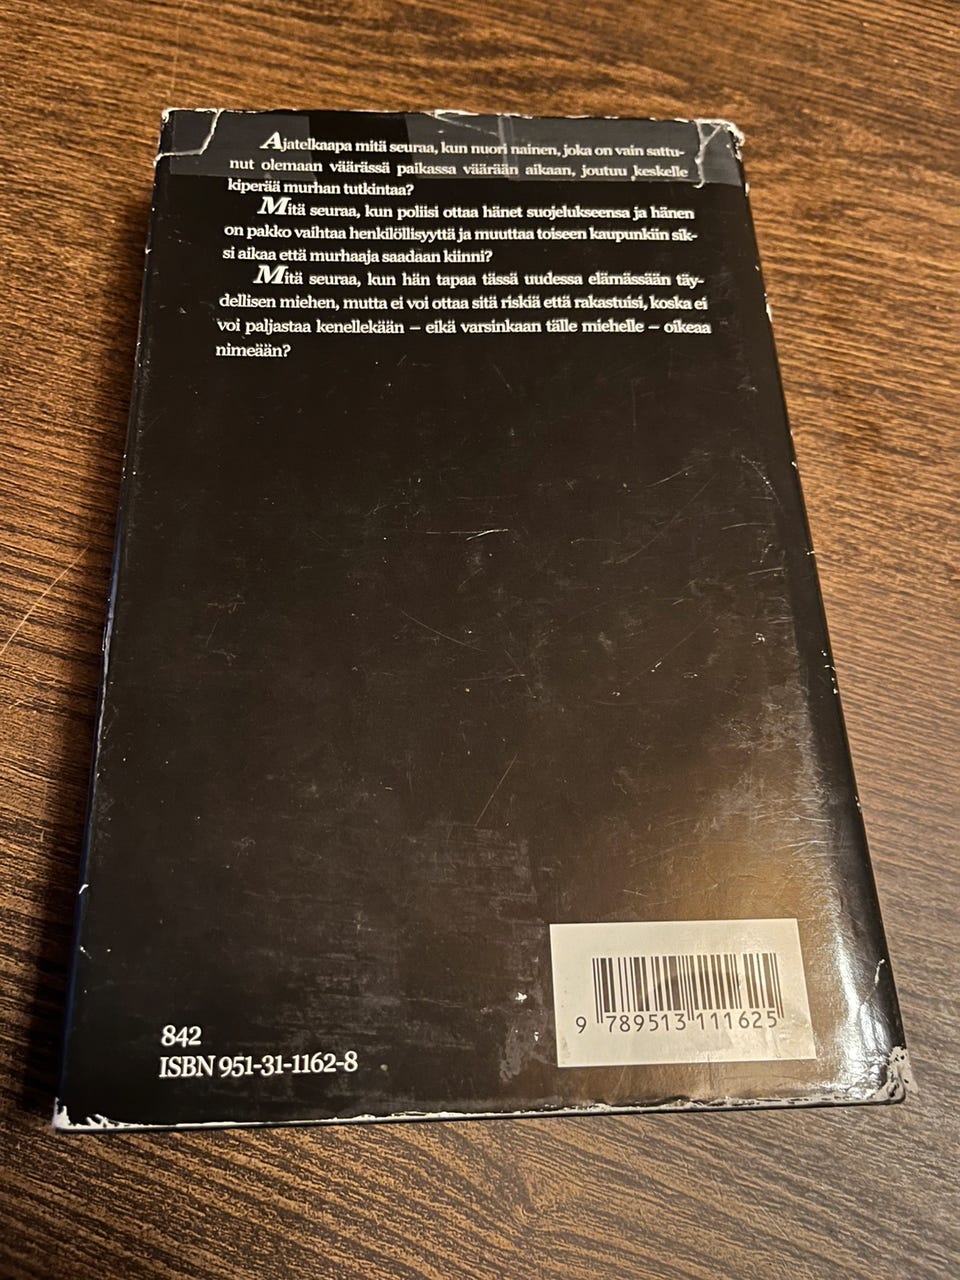 Ajatelkaapa mitä seuraa, kun nuori nainen, joka on vain sattu-
nut olemaan väärässä paikassa väärään aikaan, joutuu keskelle
kiperää murhan tutkintaa?
Mitä seuraa, kun poliisi ottaa hänet suojelukseensa ja hänen
on pakko vaihtaa henkilöllisyyttä ja muuttaa toiseen kaupunkiin sik-
si aikaa että murhaaja saadaan kiinni?
Mitä seuraa, kun hän tapaa tässä uudessa elämässään täy-
dellisen miehen, mutta ei voi ottaa sitä riskiä että rakastuisi, koska ei
voi paljastaa kenellekään – eikä varsinkaan tälle miehelle – oikeaa
nimeään?
842
ISBN 951-31-1162-8
9 789513 111625